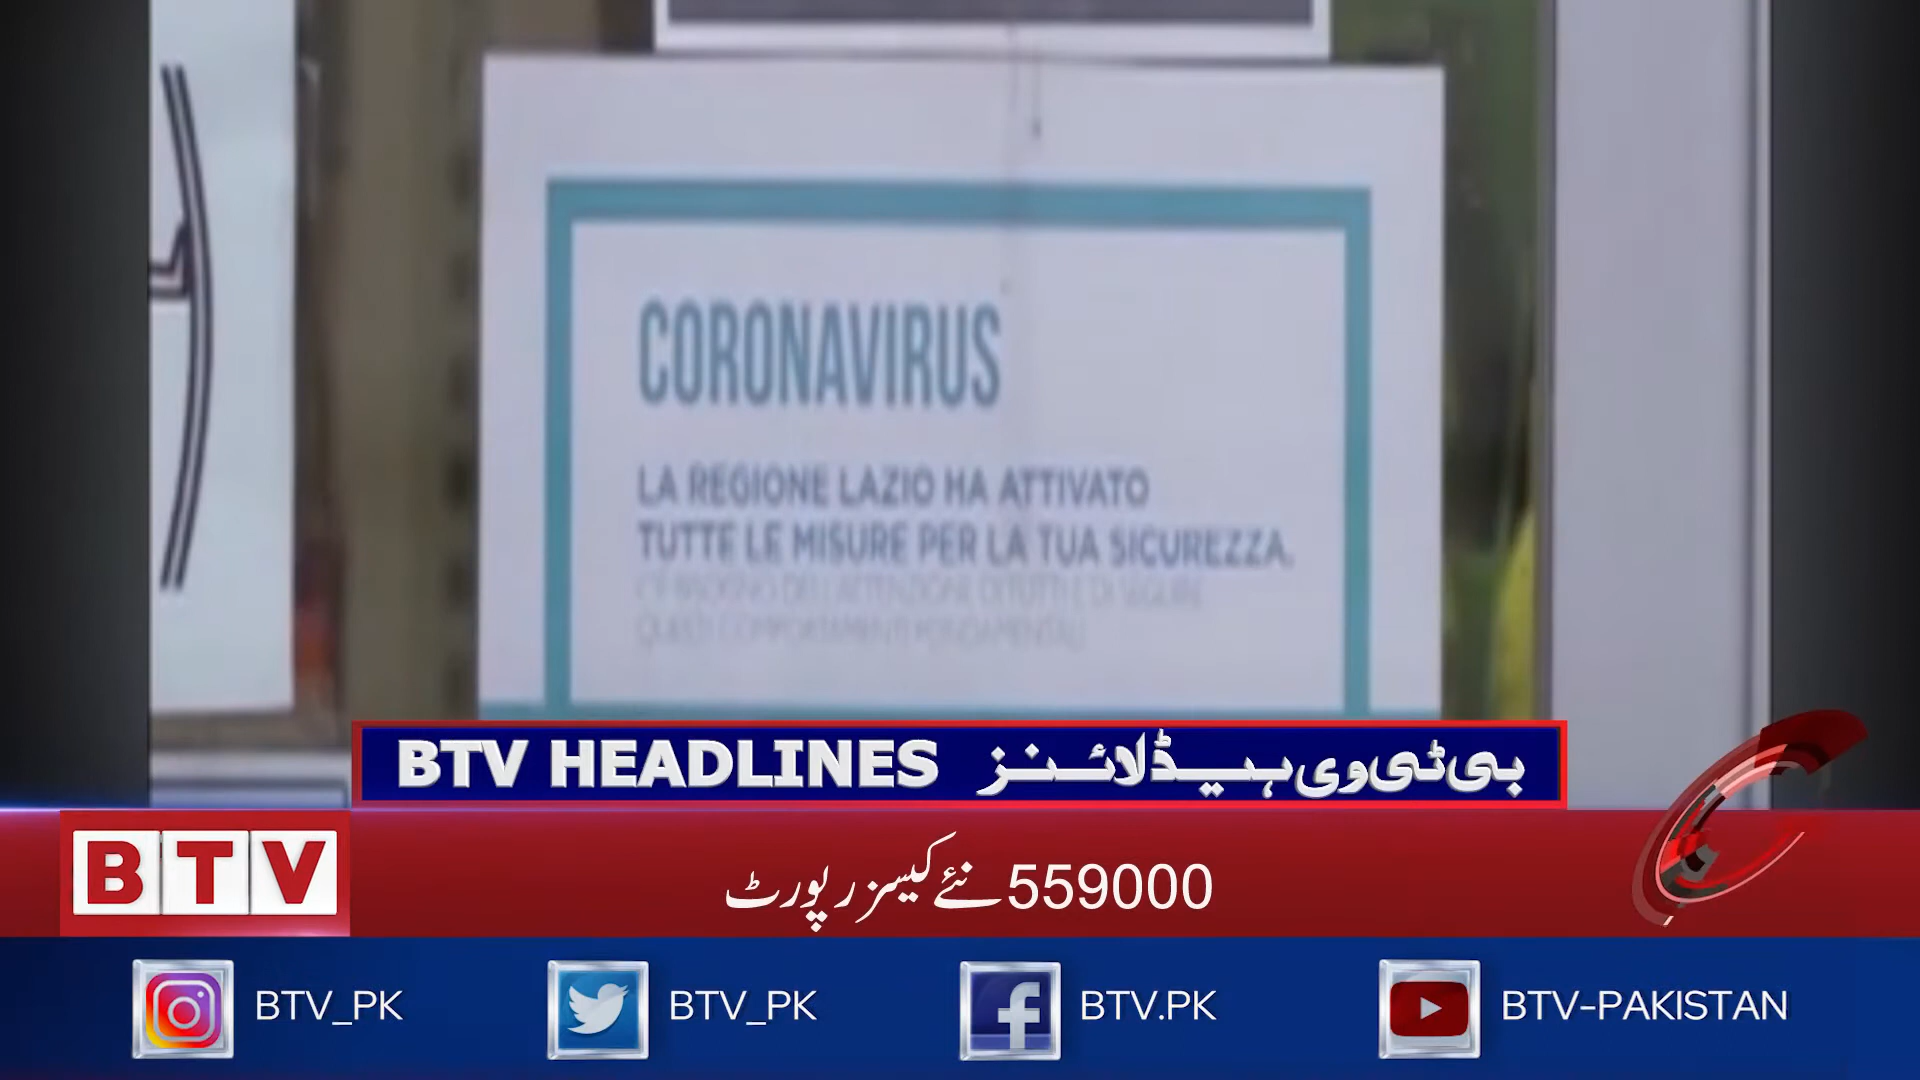 CORONAVIRUS
LA REGIONE LAZIO HA ATTIVATO
TUTTE LE MISURE PER LA TUA SICUREZZA.
BTV HEADLINES بی ٹی وی ہیڈلائنز
BTV
559000 نئے کیسز رپورٹ
BTV_PK
BTV_PK
BTV.PK
BTV-PAKISTAN